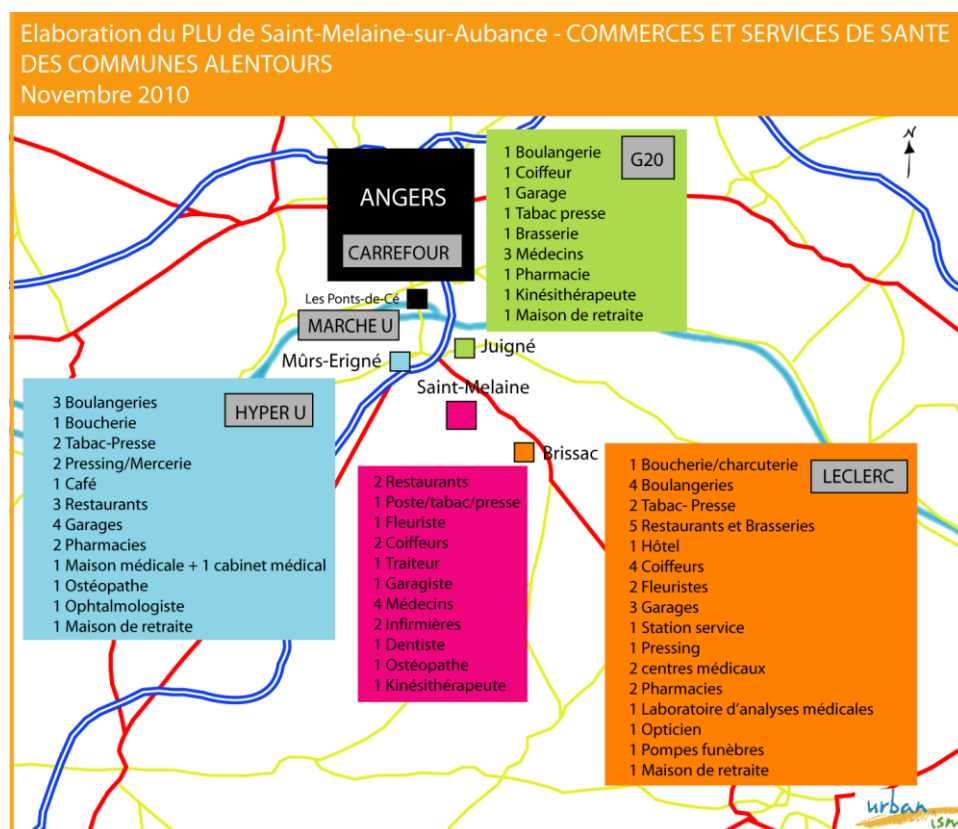 Elaboration du PLU de Saint-Melaine-sur-Aubance - COMMERCES ET SERVICES DE SANTE
DES COMMUNES ALENTOURS
Novembre 2010
N
ANGERS
CARREFOUR
1 Boulangerie
1 Coiffeur
1 Garage
1 Tabac presse
1 Brasserie
3 Médecins
1 Pharmacie
1 Kinésithérapeute
1 Maison de retraite
G20
Les Ponts-de-Cé
MARCHE U
Mûrs-Erigné
Juigné
Saint-Melaine
Brissac
3 Boulangeries
1 Boucherie
2 Tabac-Presse
2 Pressing/Mercerie
1 Café
3 Restaurants
4 Garages
2 Pharmacies
1 Maison médicale + 1 cabinet médical
1 Ostéopathe
1 Ophtalmologiste
1 Maison de retraite
HYPER U
2 Restaurants
1 Poste/tabac/presse
1 Fleuriste
2 Coiffeurs
1 Traiteur
1 Garagiste
4 Médecins
2 Infirmières
1 Dentiste
1 Ostéopathe
1 Kinésithérapeute
1 Boucherie/charcuterie
4 Boulangeries
2 Tabac- Presse
5 Restaurants et Brasseries
1 Hôtel
4 Coiffeurs
2 Fleuristes
3 Garages
1 Station service
1 Pressing
2 centres médicaux
2 Pharmacies
1 Laboratoire d'analyses médicales
1 Opticien
1 Pompes funèbres
1 Maison de retraite
LECLERC
urban
ism